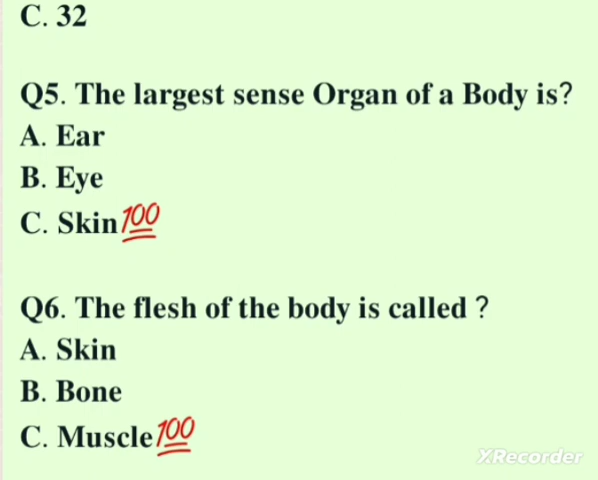 C. 32
Q5. The largest sense Organ of a Body is?
A. Ear
B. Eye
C. Skin💯
Q6. The flesh of the body is called ?
A. Skin
B. Bone
C. Muscle💯
XRecorder